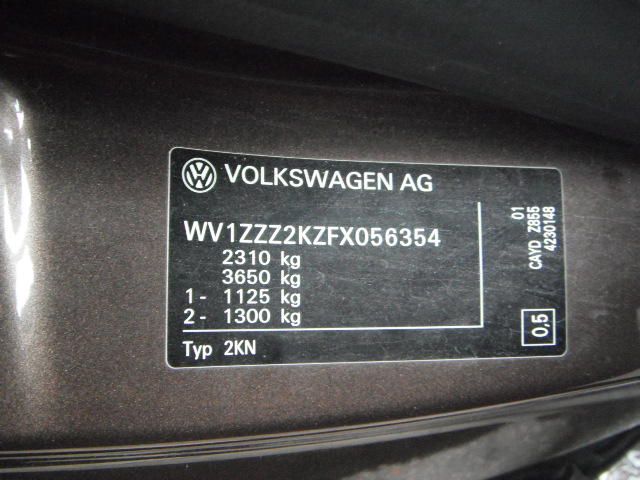 VOLKSWAGEN AG
WV1ZZZ2KZFX056354
2310 kg
3650 kg
1- 1125 kg
2- 1300 kg
Typ 2KN
01
CAYD Z855
4230148
0,5